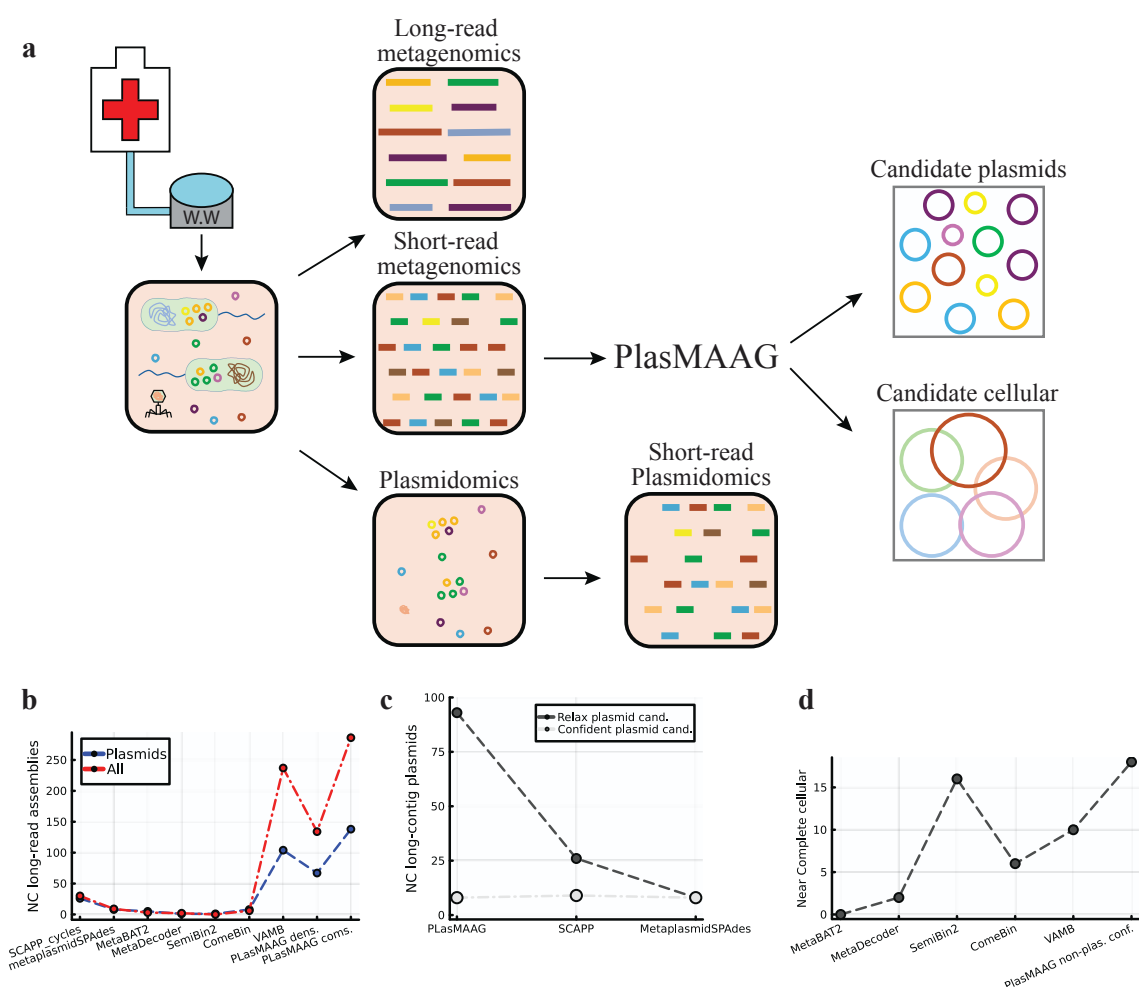 a
Long-read
metagenomics
W.W
Short-read
metagenomics
PlasMAAG
Candidate plasmids
Candidate cellular
Plasmidomics
Short-read
Plasmidomics
b
NC long-read assemblies
250
200
150
100
50
0
Plasmids
All
SCAPP_cycles
metaplasmidSPAdes
MetaBAT2
MetaDecoder
SemiBin2
ComeBin
VAMB
PLasMAAG dens.
PLasMAAG coms.
c
NC long-contig plasmids
100
75
50
25
0
Relax plasmid cand.
Confident plasmid cand.
PLasMAAG
SCAPP
MetaplasmidSPAdes
d
Near Complete cellular
15
10
5
0
MetaBAT2
MetaDecoder
SemiBin2
ComeBin
VAMB
PlasMAAG non-plas. conf.